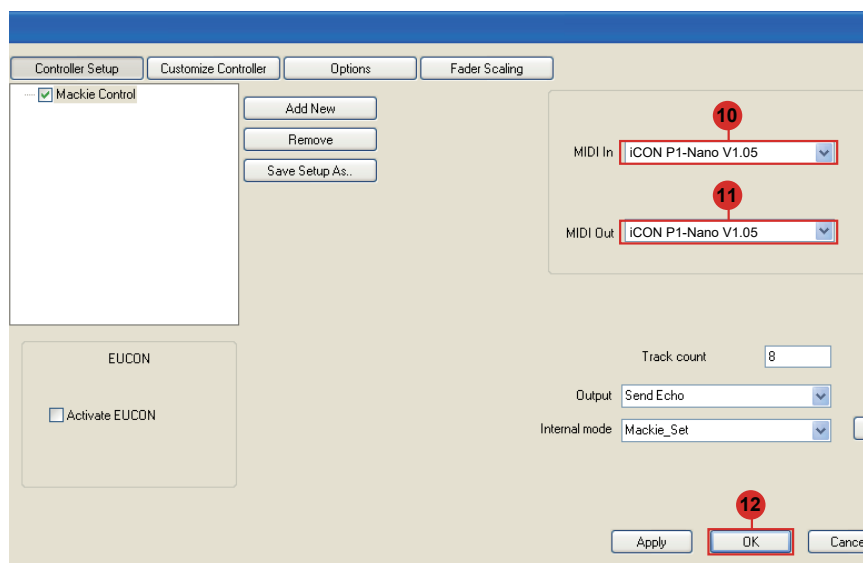 Controller Setup
Customize Controller
Options
Fader Scaling
Mackie Control
Add New
Remove
Save Setup As..
10
MIDI In
iCON P1-Nano V1.05
11
MIDI Out
iCON P1-Nano V1.05
EUCON
Activate EUCON
Track count
8
Output
Send Echo
Internal mode
Mackie_Set
12
Apply
OK
Cance